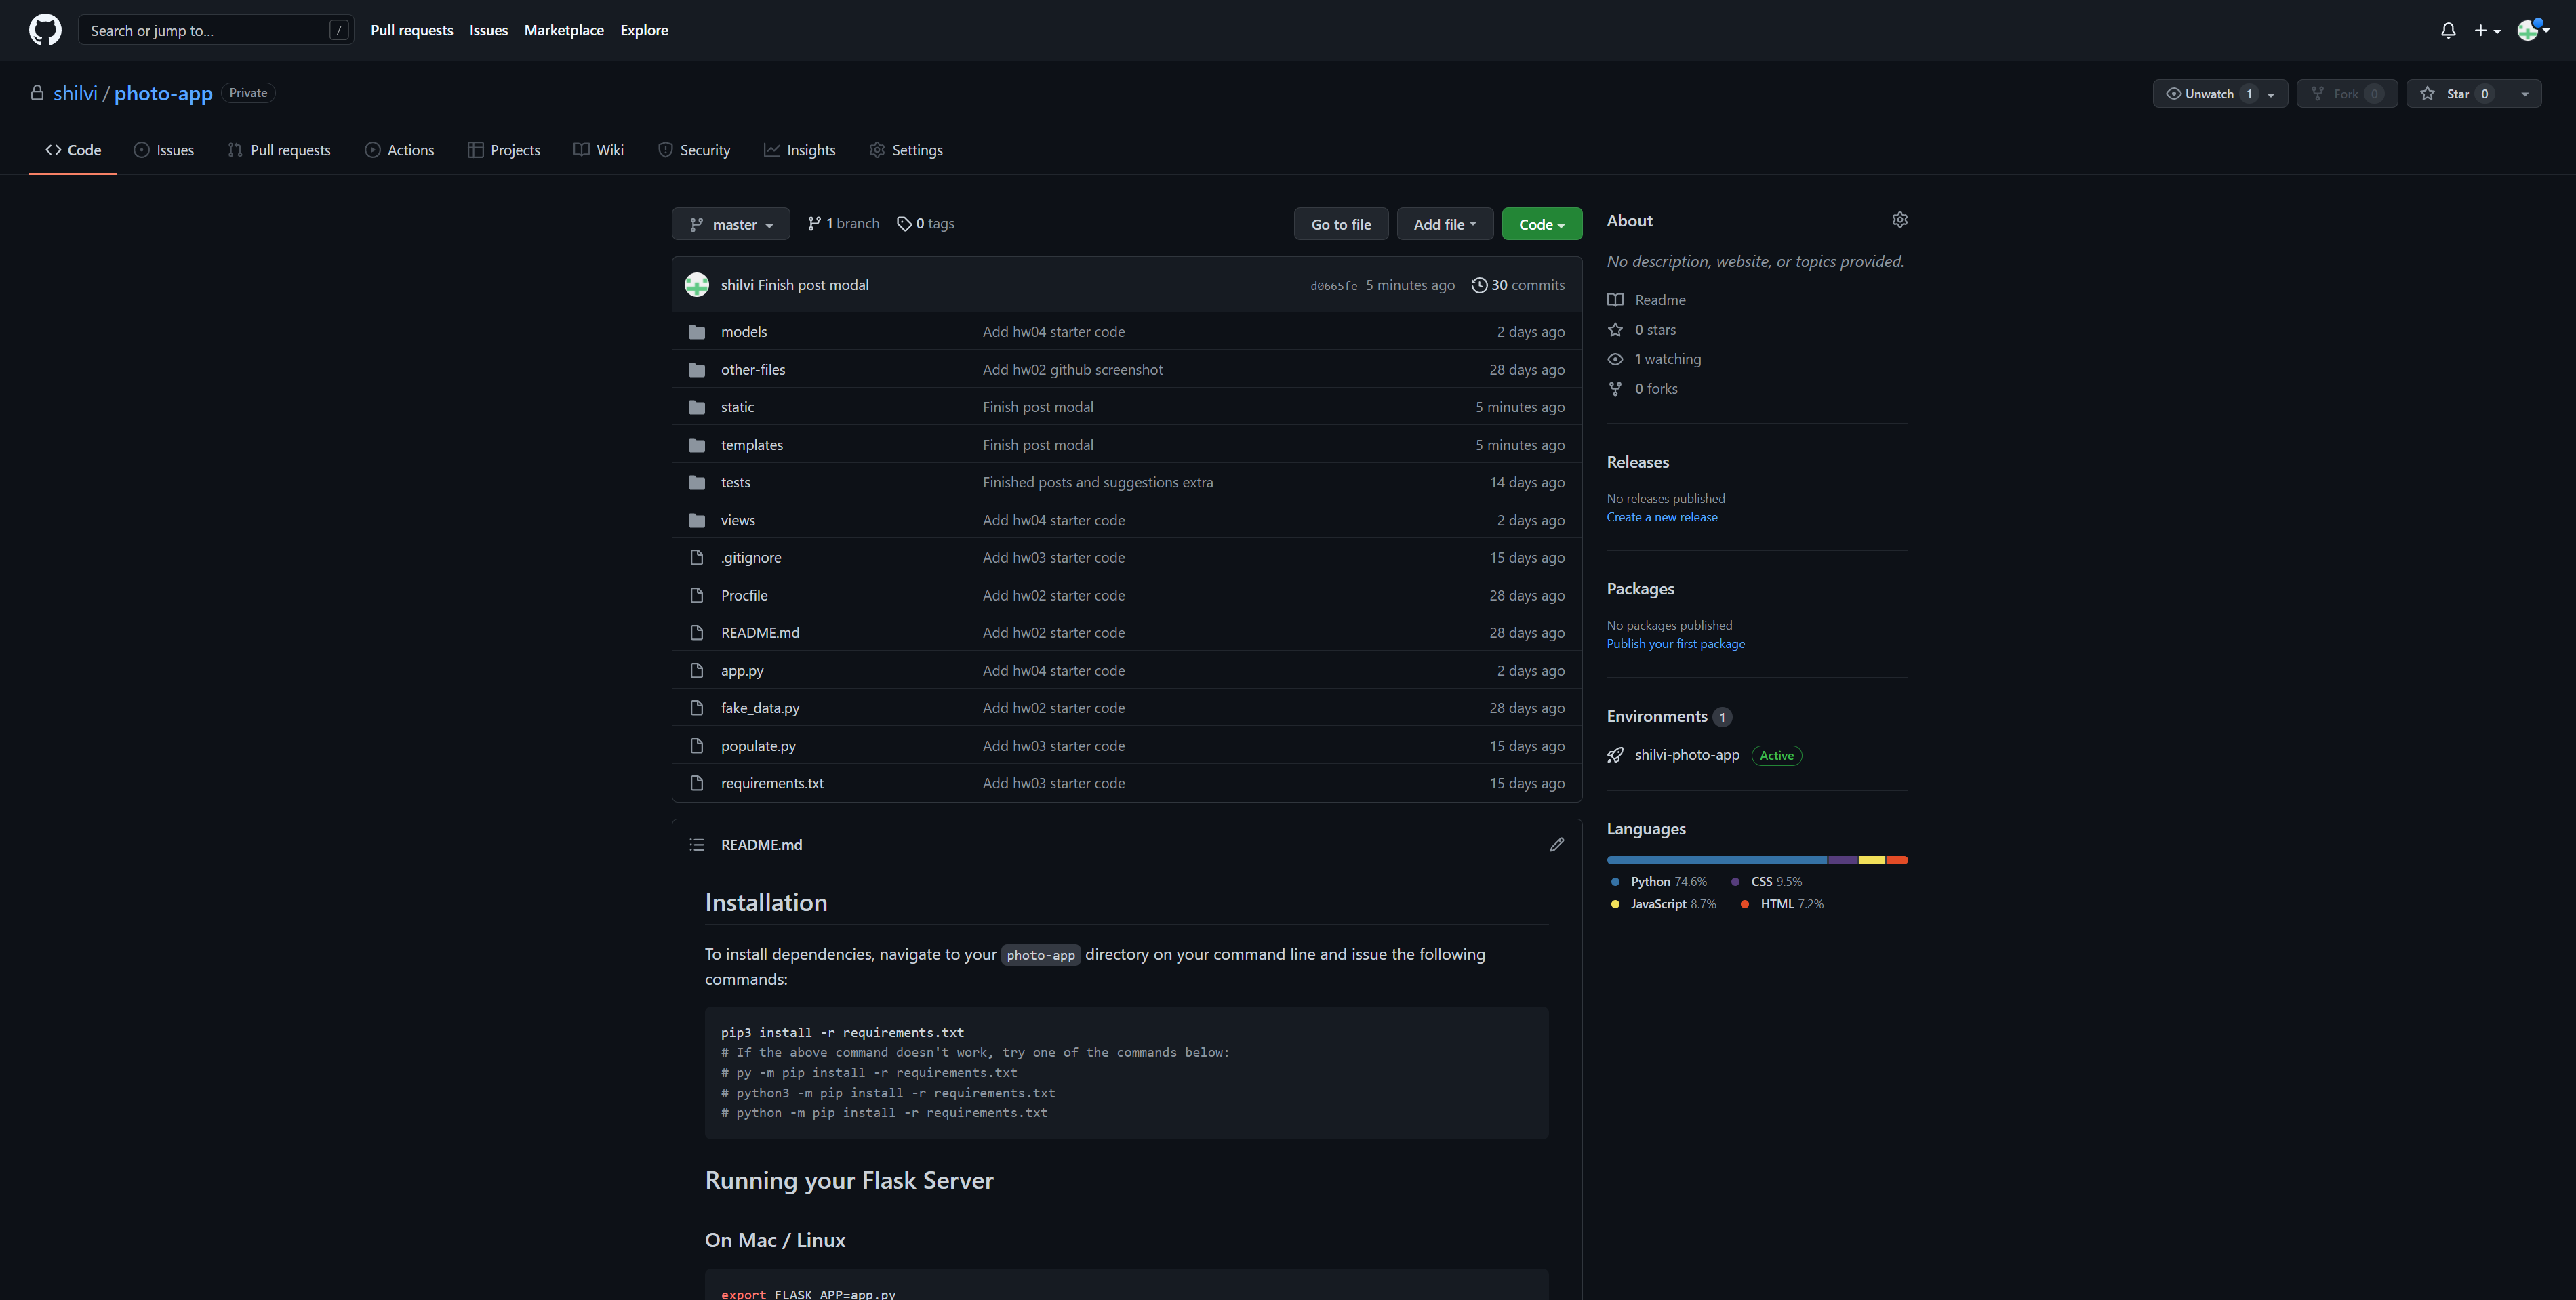 Search or jump to... /
Pull requests Issues Marketplace Explore
shilvi / photo-app Private
Unwatch 1 Fork 0 Star 0
Code Issues Pull requests Actions Projects Wiki Security Insights Settings
master 1 branch 0 tags Go to file Add file Code
shilvi Finish post modal d0665fe 5 minutes ago 30 commits
models Add hw04 starter code 2 days ago
other-files Add hw02 github screenshot 28 days ago
static Finish post modal 5 minutes ago
templates Finish post modal 5 minutes ago
tests Finished posts and suggestions extra 14 days ago
views Add hw04 starter code 2 days ago
.gitignore Add hw03 starter code 15 days ago
Procfile Add hw02 starter code 28 days ago
README.md Add hw02 starter code 28 days ago
app.py Add hw04 starter code 2 days ago
fake_data.py Add hw02 starter code 28 days ago
populate.py Add hw03 starter code 15 days ago
requirements.txt Add hw03 starter code 15 days ago
README.md
Installation
To install dependencies, navigate to your photo-app directory on your command line and issue the following
commands:
pip3 install -r requirements.txt
# If the above command doesn't work, try one of the commands below:
# py -m pip install -r requirements.txt
# python3 -m pip install -r requirements.txt
# python -m pip install -r requirements.txt
Running your Flask Server
On Mac / Linux
export FLASK_APP=app.py
About
No description, website, or topics provided.
Readme
0 stars
1 watching
0 forks
Releases
No releases published
Create a new release
Packages
No packages published
Publish your first package
Environments 1
shilvi-photo-app Active
Languages
Python 74.6% CSS 9.5%
JavaScript 8.7% HTML 7.2%